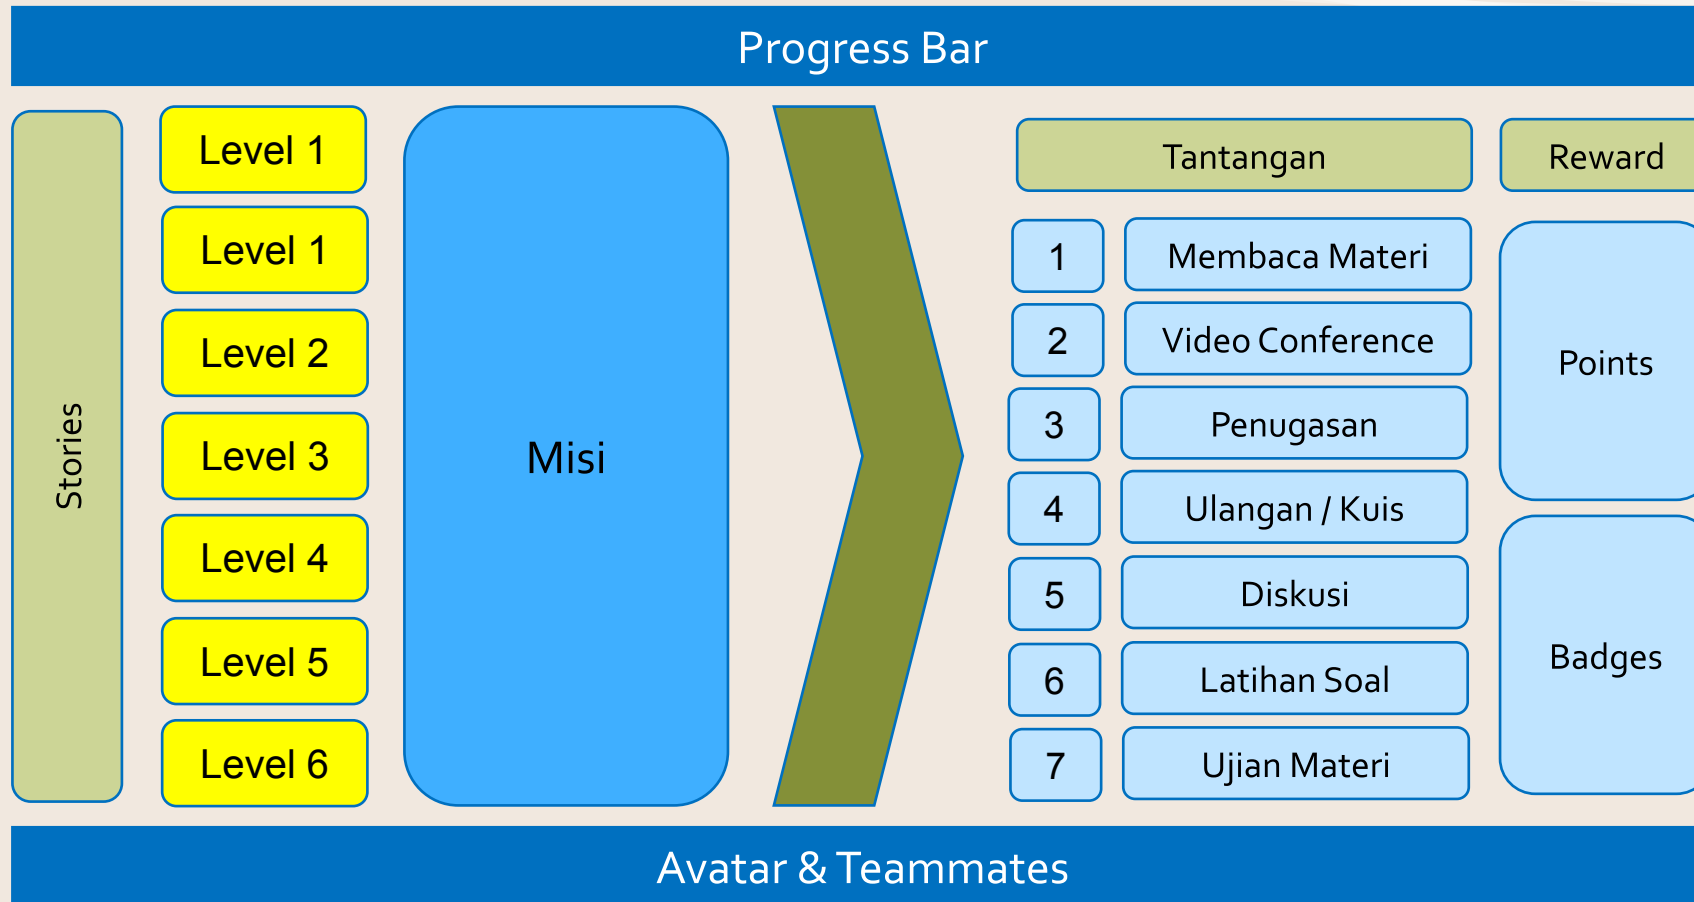 Progress Bar
Stories
Level 1
Level 1
Level 2
Level 3
Level 4
Level 5
Level 6
Misi
Tantangan
1 Membaca Materi
2 Video Conference
3 Penugasan
4 Ulangan / Kuis
5 Diskusi
6 Latihan Soal
7 Ujian Materi
Reward
Points
Badges
Avatar & Teammates